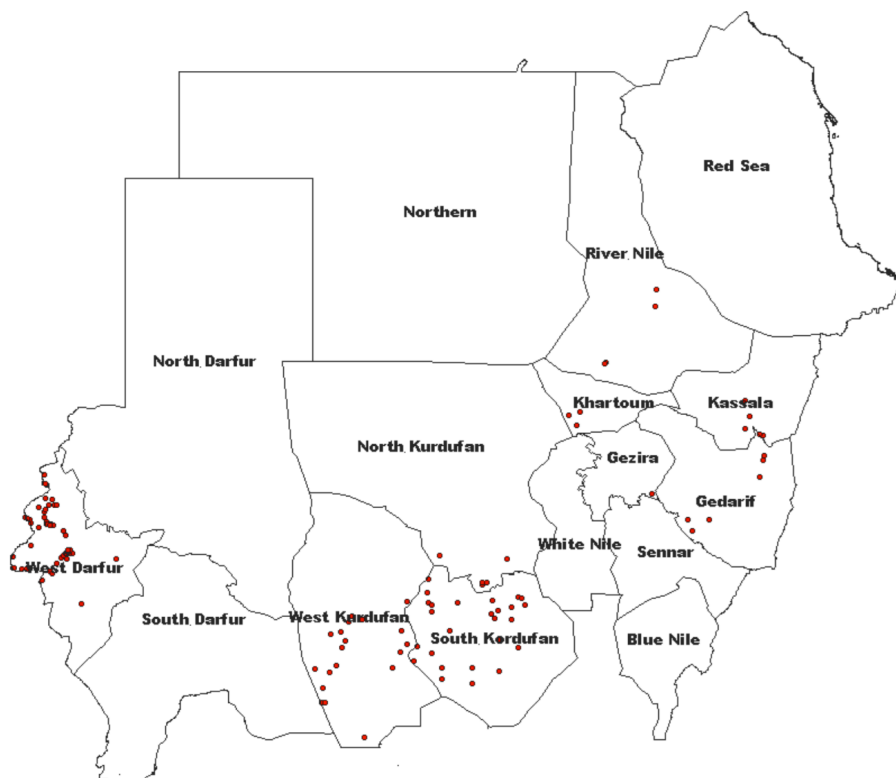 Red Sea
Northern
River Nile
North Darfur
Khartoum
Kassala
North Kurdufan
Gezira
Gedarif
White Nile
Sennar
West Darfur
South Darfur
West Kurdufan
South Kordufan
Blue Nile